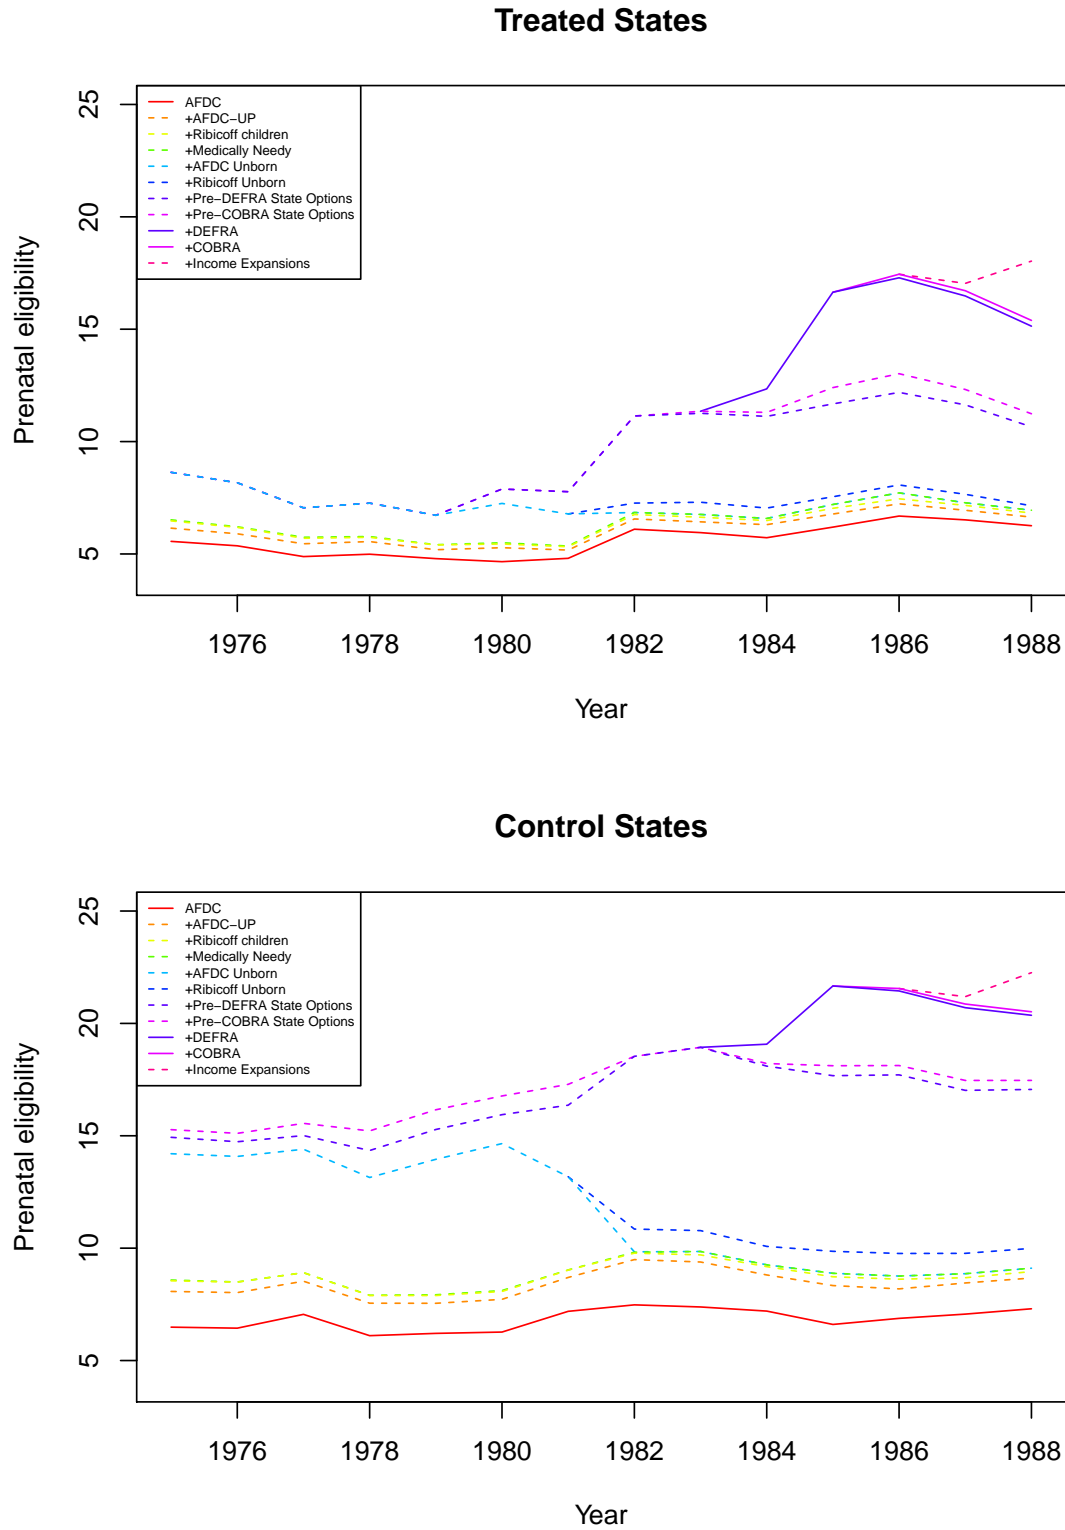 Treated States
Prenatal eligibility
25
20
15
10
5
AFDC
+AFDC−UP
+Ribicoff children
+Medically Needy
+AFDC Unborn
+Ribicoff Unborn
+Pre−DEFRA State Options
+Pre−COBRA State Options
+DEFRA
+COBRA
+Income Expansions
1976 1978 1980 1982 1984 1986 1988
Year
Control States
Prenatal eligibility
25
20
15
10
5
AFDC
+AFDC−UP
+Ribicoff children
+Medically Needy
+AFDC Unborn
+Ribicoff Unborn
+Pre−DEFRA State Options
+Pre−COBRA State Options
+DEFRA
+COBRA
+Income Expansions
1976 1978 1980 1982 1984 1986 1988
Year